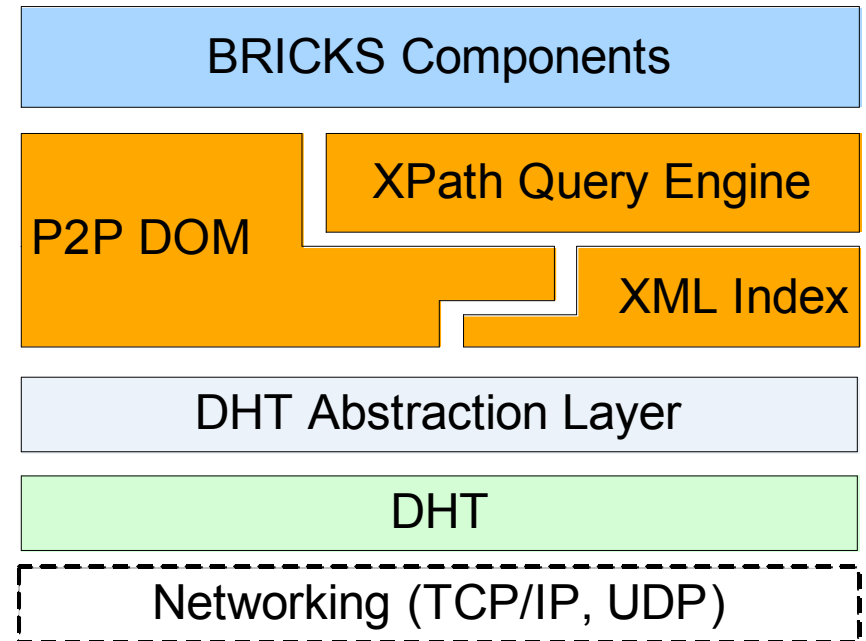 BRICKS Components
XPath Query Engine
P2P DOM
XML Index
DHT Abstraction Layer
DHT
Networking (TCP/IP, UDP)